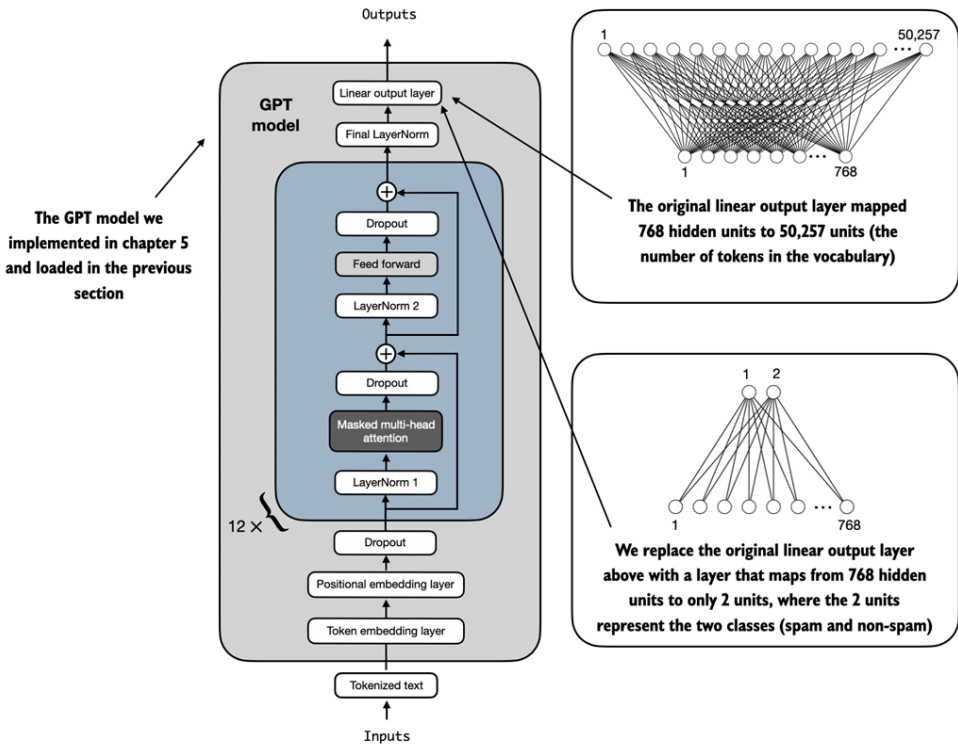 Outputs
GPT
model
Linear output layer
Final LayerNorm
Dropout
Feed forward
LayerNorm 2
Dropout
Masked multi-head
attention
LayerNorm 1
12 ×
Dropout
Positional embedding layer
Token embedding layer
Tokenized text
Inputs
The GPT model we
implemented in chapter 5
and loaded in the previous
section
1
50,257
...
1
768
...
The original linear output layer mapped
768 hidden units to 50,257 units (the
number of tokens in the vocabulary)
1 2
1
768
...
We replace the original linear output layer
above with a layer that maps from 768 hidden
units to only 2 units, where the 2 units
represent the two classes (spam and non-spam)